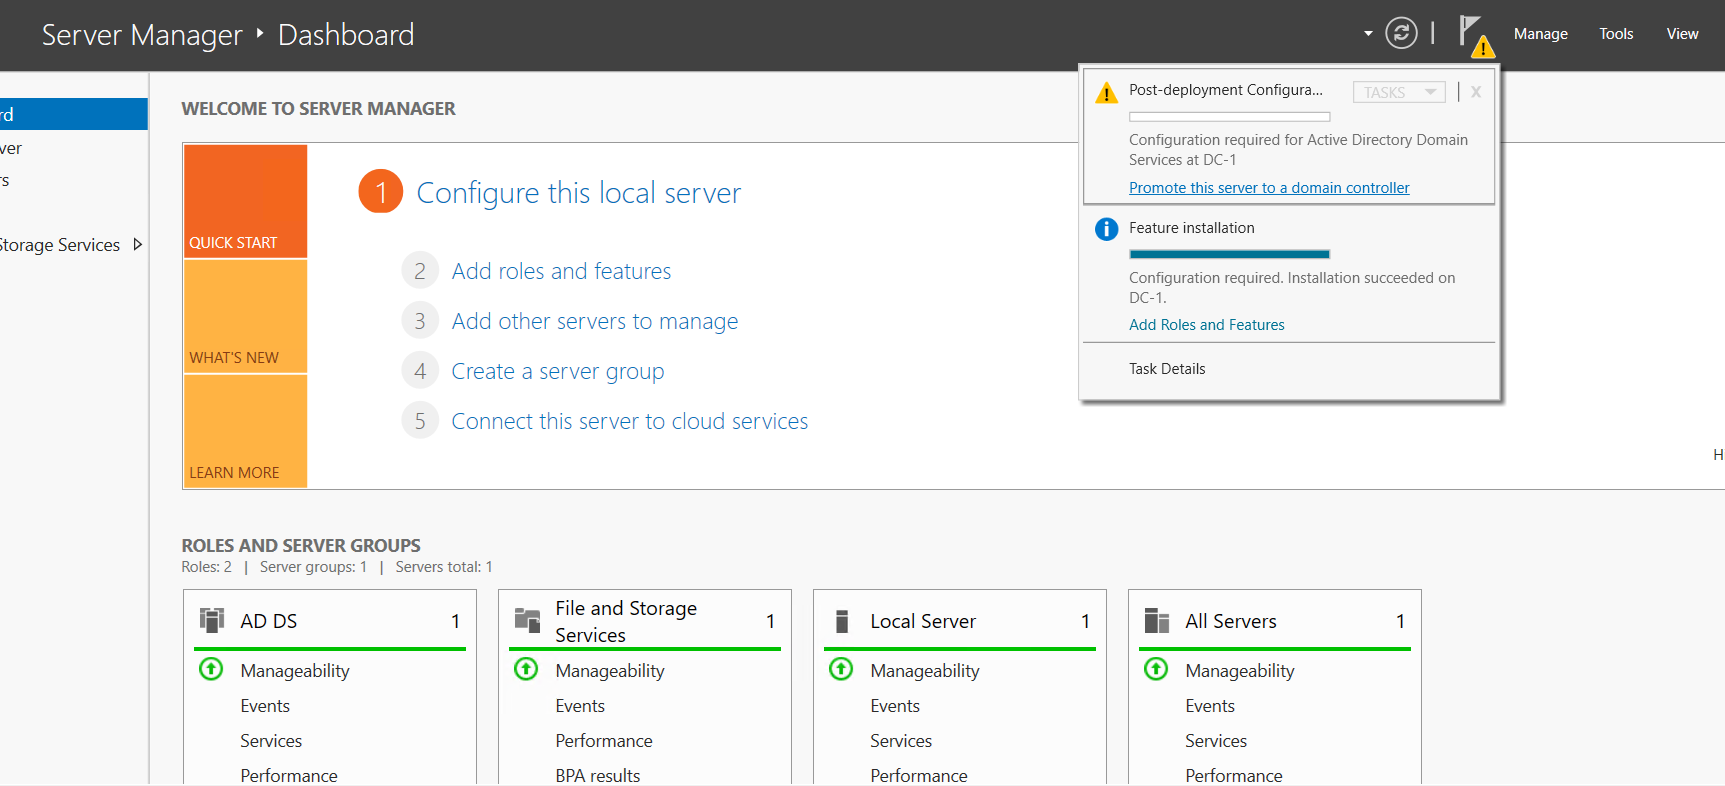 Server Manager ‣ Dashboard
Manage
Tools
View
rd
ver
rs
Storage Services
WELCOME TO SERVER MANAGER
QUICK START
WHAT'S NEW
LEARN MORE
1 Configure this local server
2 Add roles and features
3 Add other servers to manage
4 Create a server group
5 Connect this server to cloud services
Post-deployment Configura...
TASKS
X
Configuration required for Active Directory Domain
Services at DC-1
Promote this server to a domain controller
Feature installation
Configuration required. Installation succeeded on
DC-1.
Add Roles and Features
Task Details
H
ROLES AND SERVER GROUPS
Roles: 2 | Server groups: 1 | Servers total: 1
AD DS 1
Manageability
Events
Services
Performance
File and Storage
Services 1
Manageability
Events
Performance
BPA results
Local Server 1
Manageability
Events
Services
Performance
All Servers 1
Manageability
Events
Services
Performance